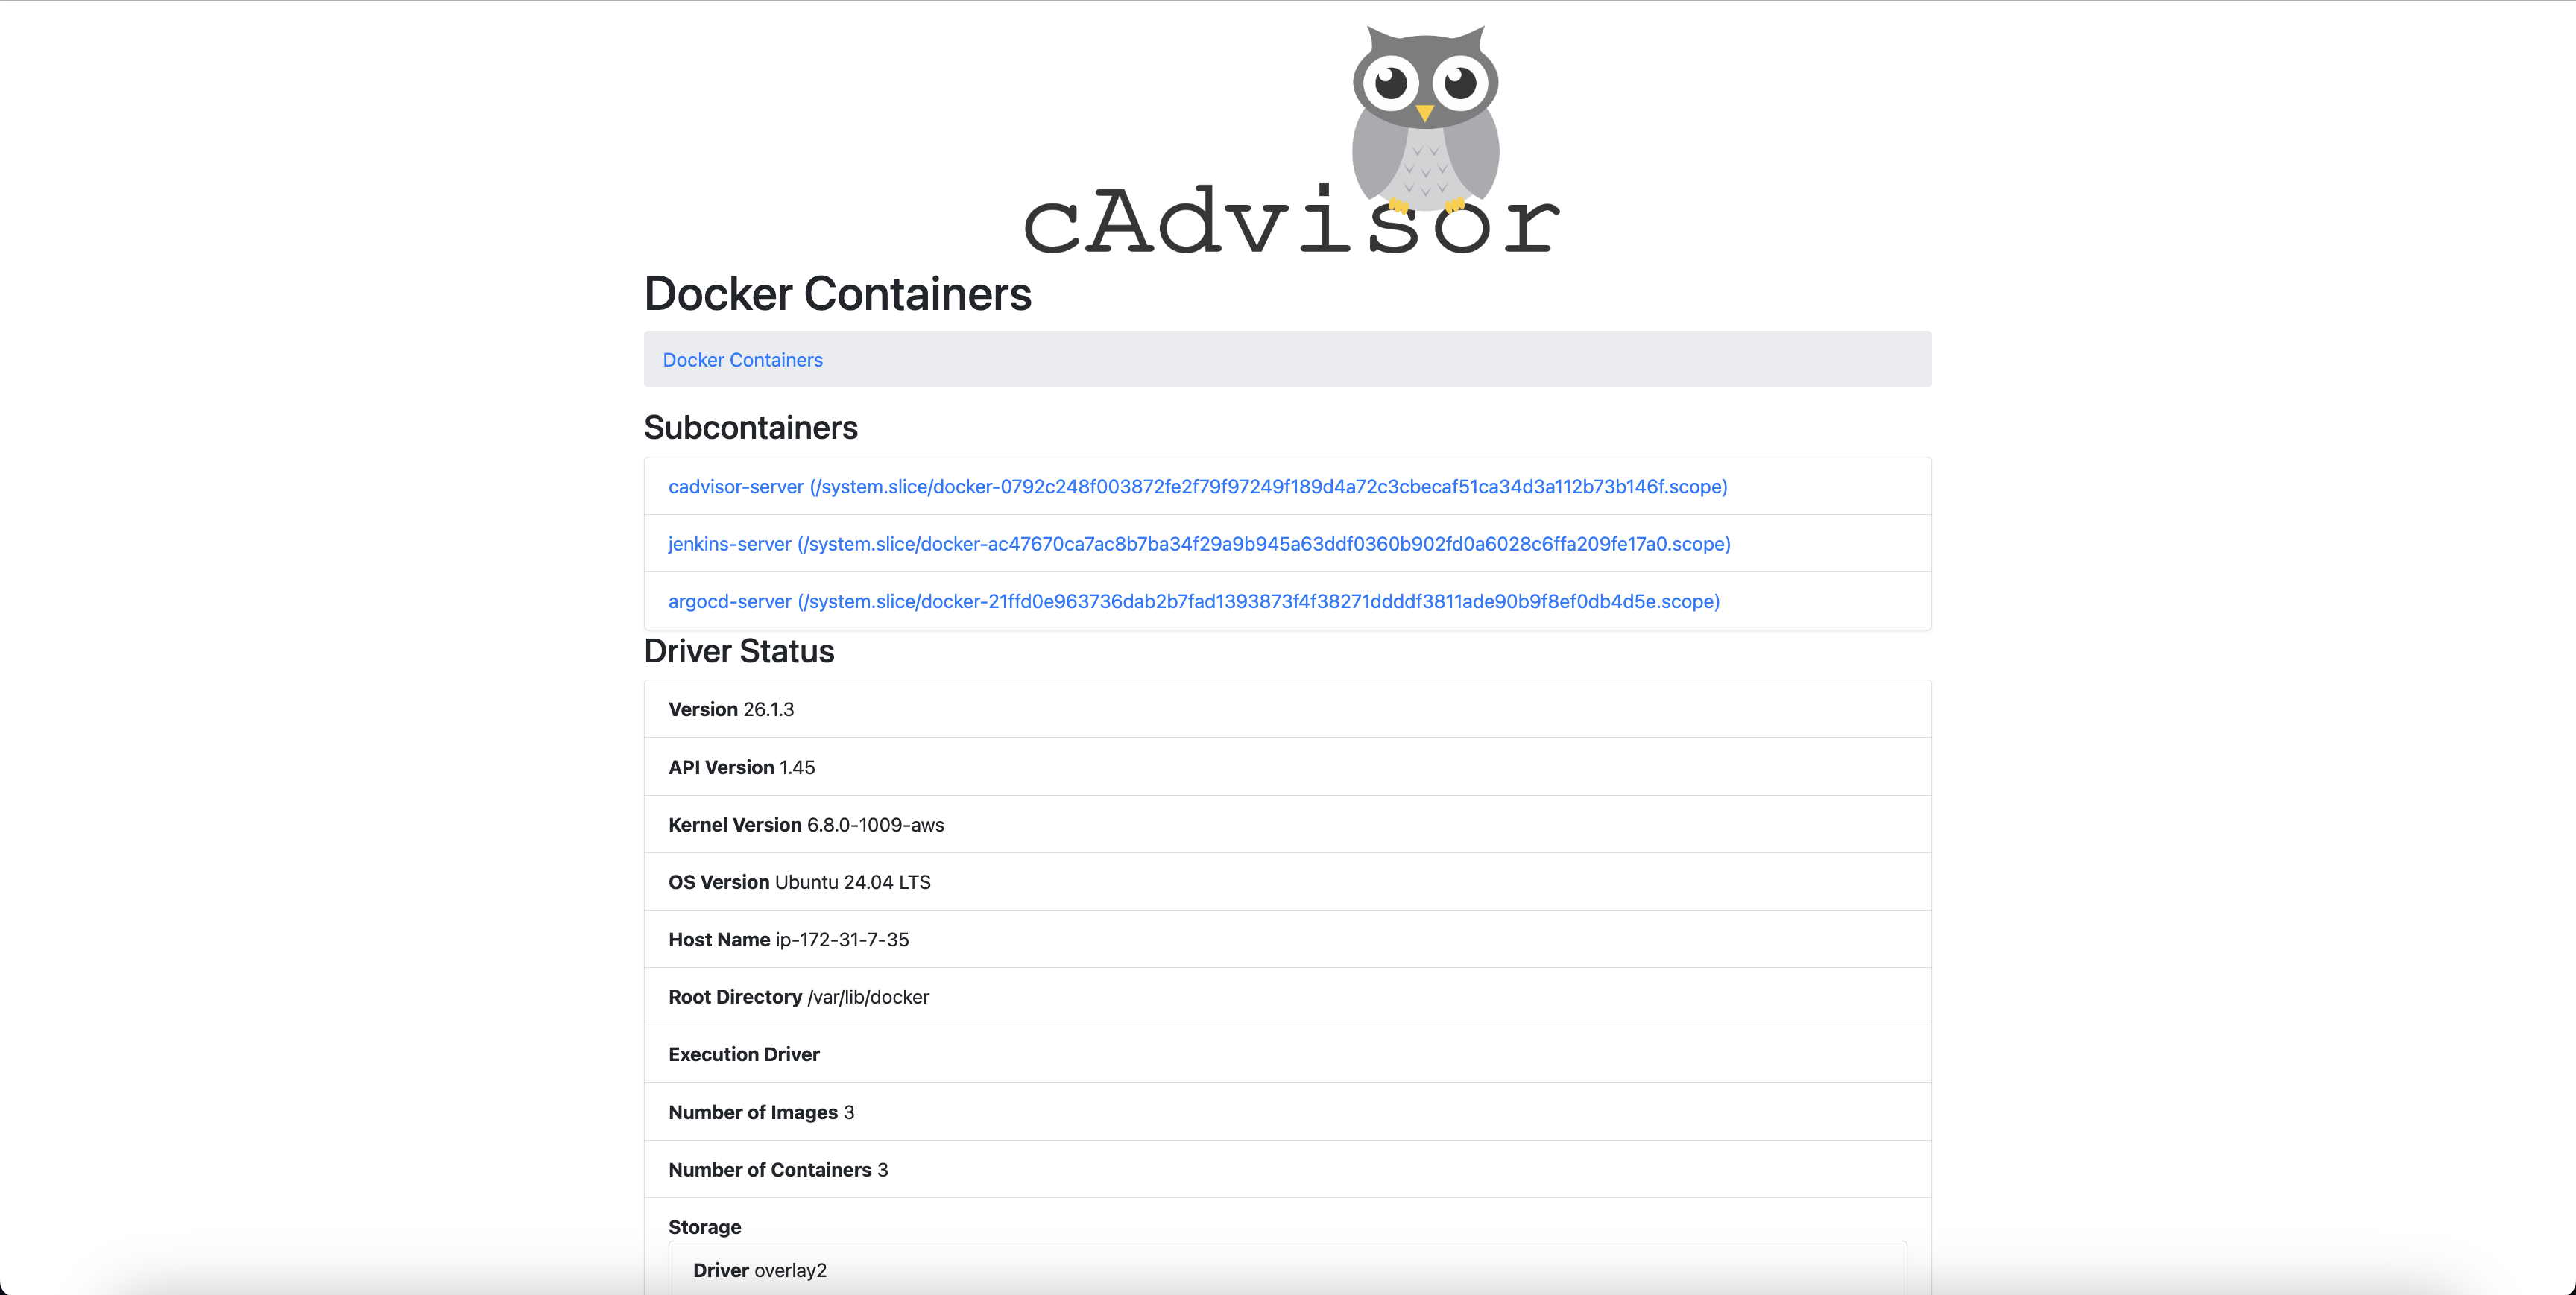 cAdvisor
Docker Containers
Docker Containers
Subcontainers
cadvisor-server (/system.slice/docker-0792c248f003872fe2f79f97249f189d4a72c3cbecaf51ca34d3a112b73b146f.scope)
jenkins-server (/system.slice/docker-ac47670ca7ac8b7ba34f29a9b945a63ddf0360b902fd0a6028c6ffa209fe17a0.scope)
argocd-server (/system.slice/docker-21ffd0e963736dab2b7fad1393873f4f38271ddddf3811ade90b9f8ef0db4d5e.scope)
Driver Status
Version 26.1.3
API Version 1.45
Kernel Version 6.8.0-1009-aws
OS Version Ubuntu 24.04 LTS
Host Name ip-172-31-7-35
Root Directory /var/lib/docker
Execution Driver
Number of Images 3
Number of Containers 3
Storage
Driver overlay2